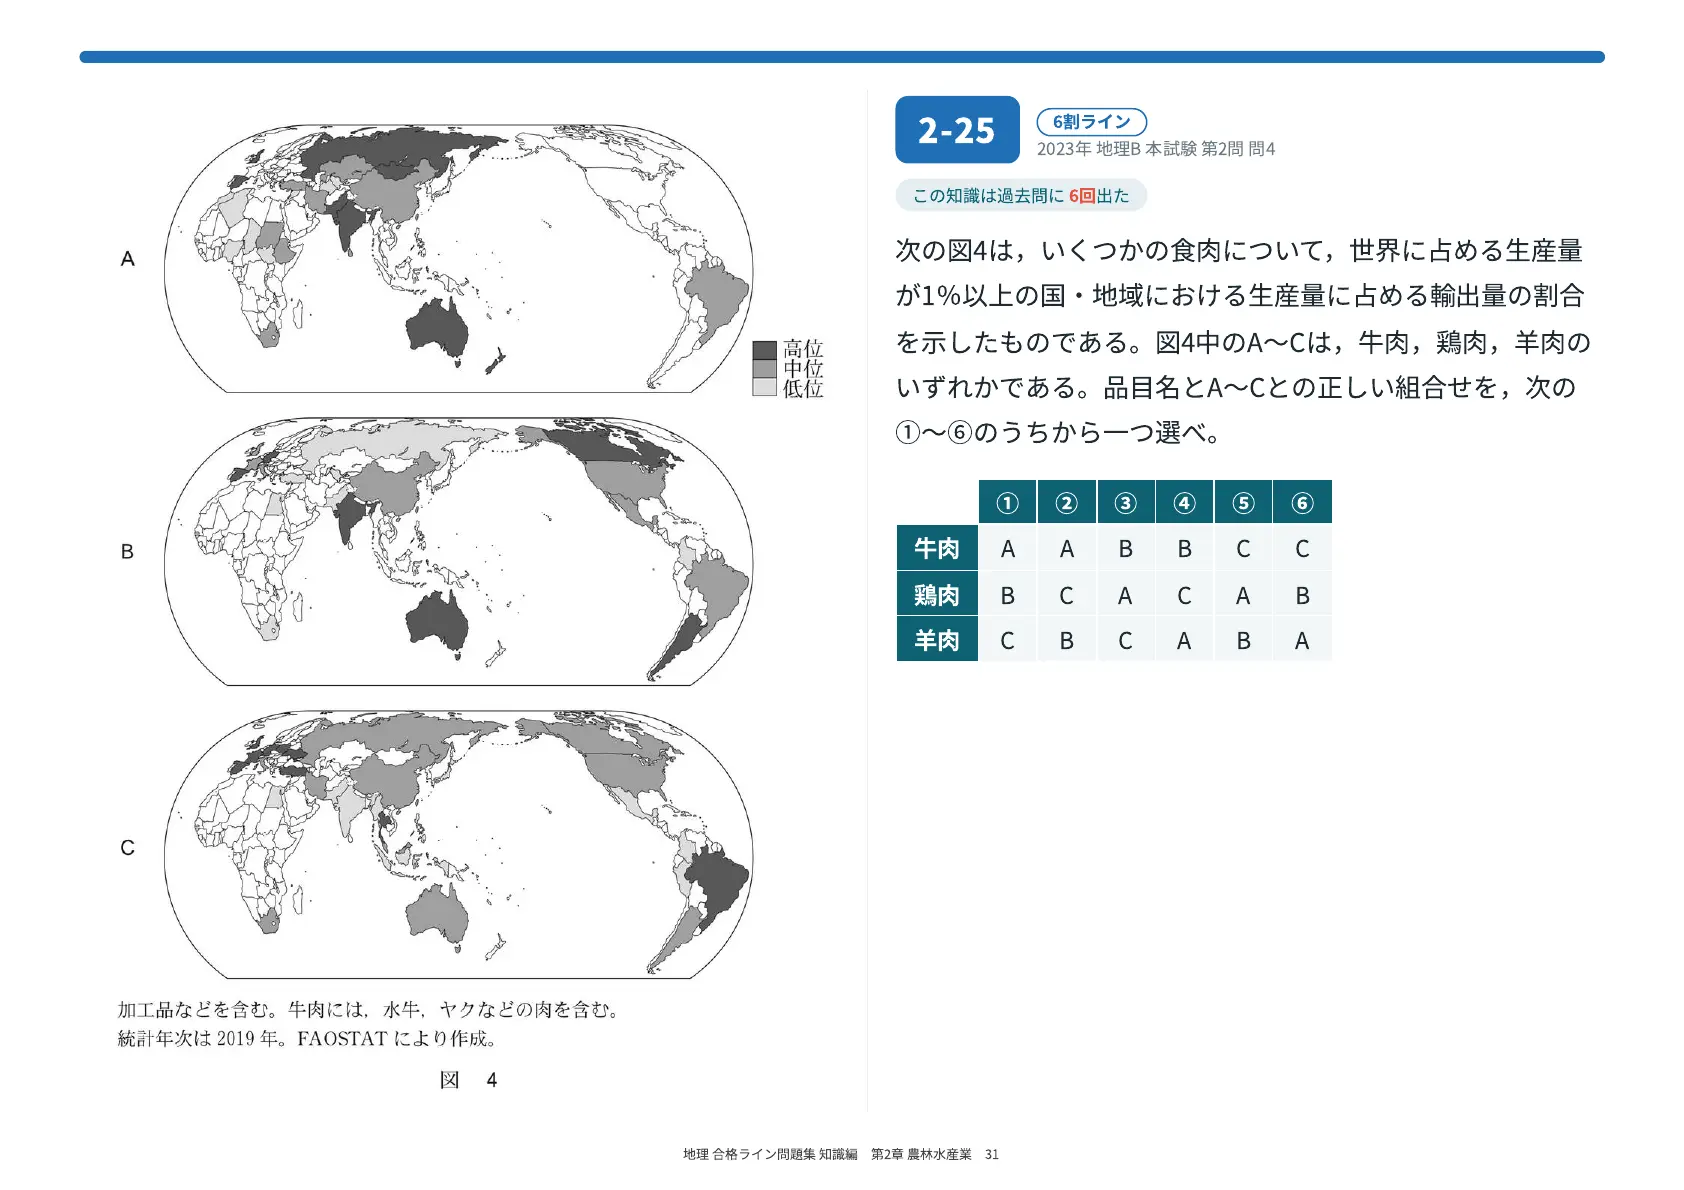 A
高位
中位
低位
B
C
加工品などを含む。牛肉には，水牛，ヤクなどの肉を含む。
統計年次は 2019 年。FAOSTAT により作成。
図 4
2-25
6割ライン
2023年 地理B 本試験 第2問 問4
この知識は過去問に 6回出た
次の図4は，いくつかの食肉について，世界に占める生産量
が1％以上の国・地域における生産量に占める輸出量の割合
を示したものである。図4中のA～Cは，牛肉，鶏肉，羊肉の
いずれかである。品目名とA～Cとの正しい組合せを，次の
①～⑥のうちから一つ選べ。
① ② ③ ④ ⑤ ⑥
牛肉 A A B B C C
鶏肉 B C A C A B
羊肉 C B C A B A
地理 合格ライン問題集 知識編　第2章 農林水産業　31